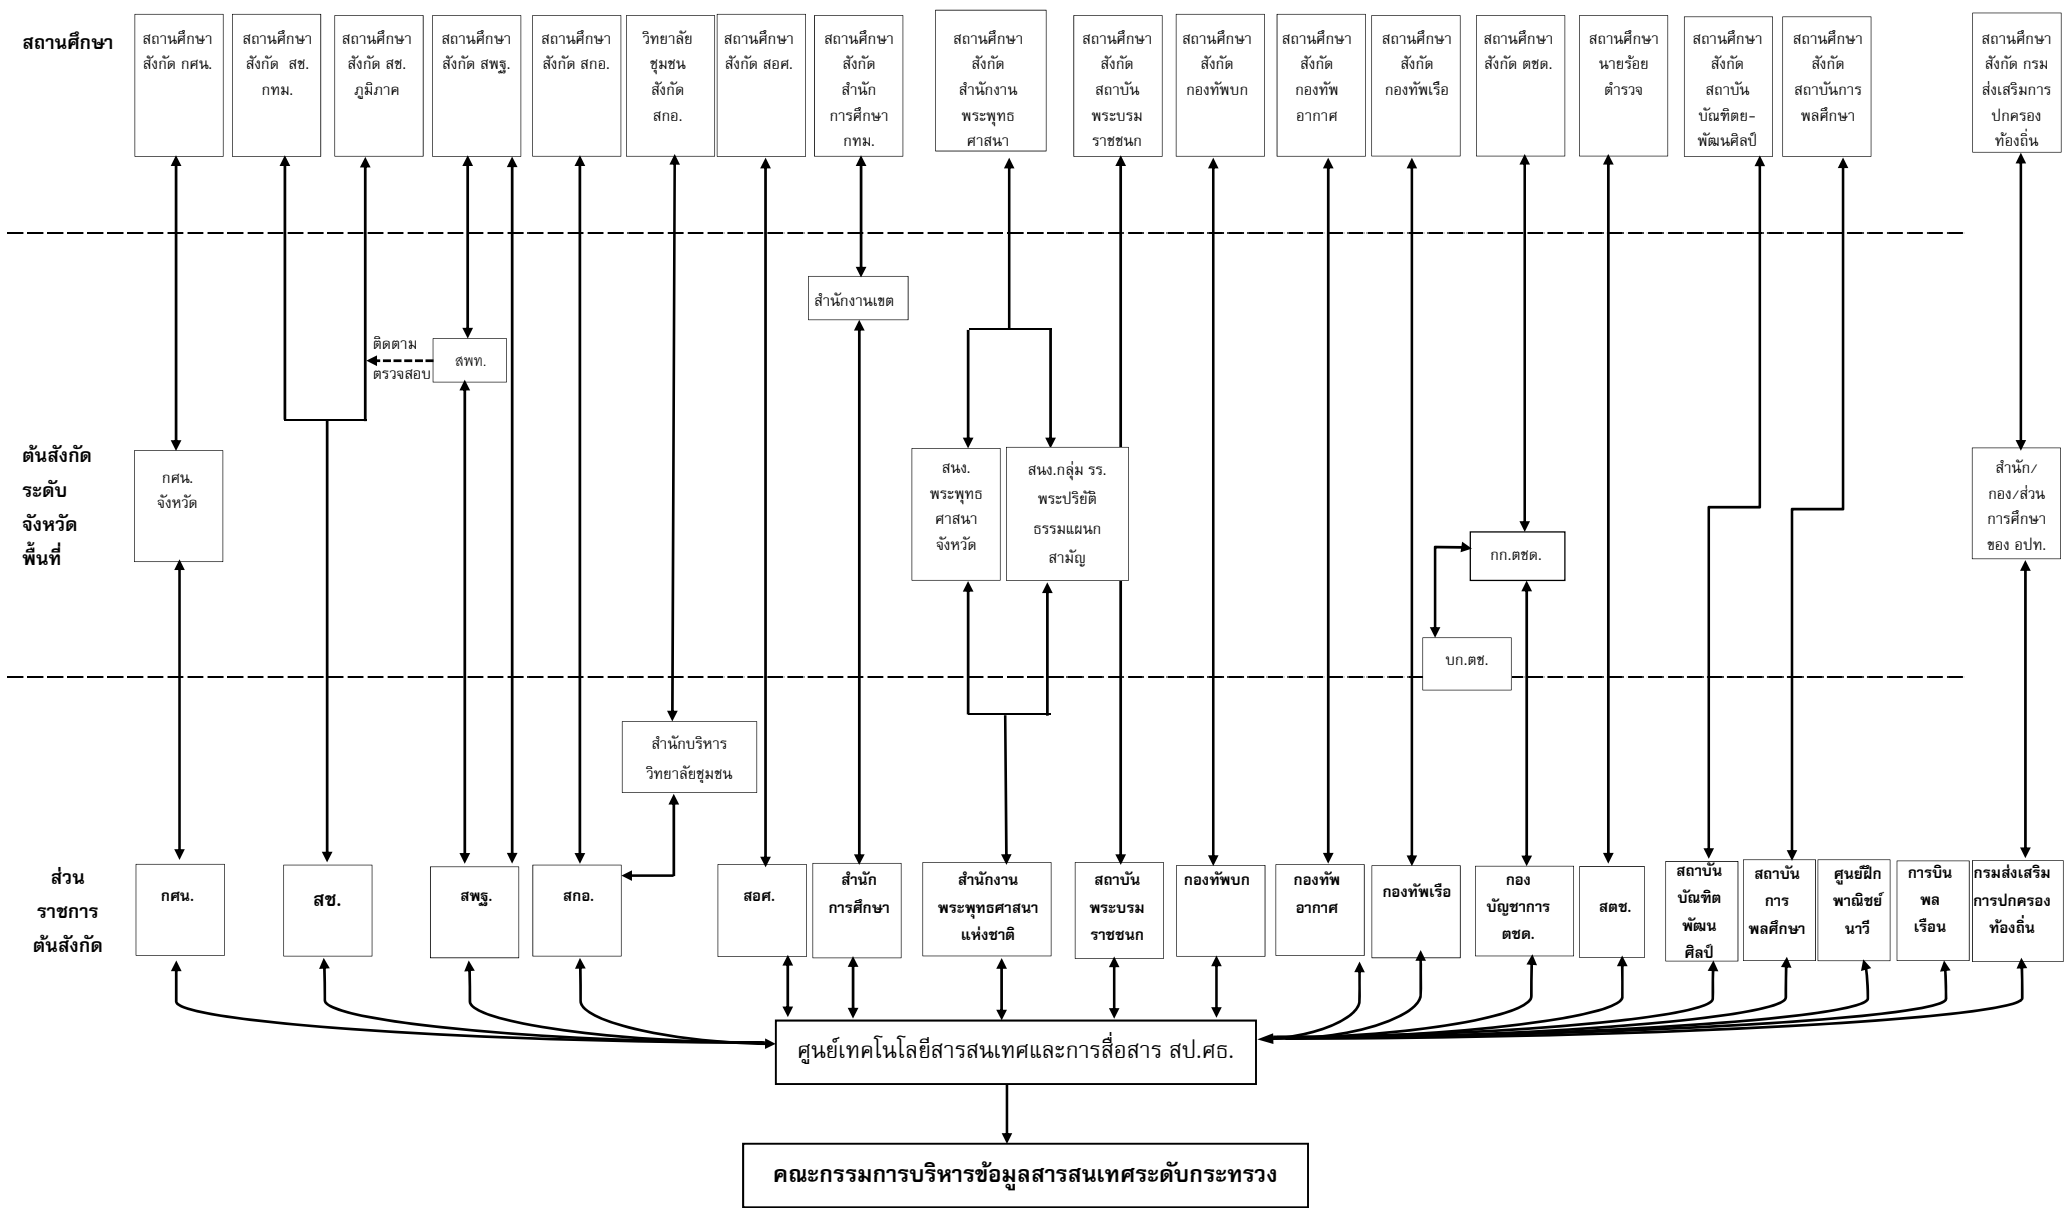 สถานศึกษา
สถานศึกษา
สังกัด กศน.
สถานศึกษา
สังกัด สช.
กทม.
สถานศึกษา
สังกัด สช.
ภูมิภาค
สถานศึกษา
สังกัด สพฐ.
สถานศึกษา
สังกัด สกอ.
วิทยาลัย
ชุมชน
สังกัด
สกอ.
สถานศึกษา
สังกัด สอศ.
สถานศึกษา
สังกัด
สำนัก
การศึกษา
กทม.
สถานศึกษา
สังกัด
สำนักงาน
พระพุทธ
ศาสนา
สถานศึกษา
สังกัด
สถาบัน
พระบรม
ราชชนก
สถานศึกษา
สังกัด
กองทัพบก
สถานศึกษา
สังกัด
กองทัพ
อากาศ
สถานศึกษา
สังกัด
กองทัพเรือ
สถานศึกษา
สังกัด ตชด.
สถานศึกษา
นายร้อย
ตำรวจ
สถานศึกษา
สังกัด
สถาบัน
บัณฑิตย-
พัฒนศิลป์
สถานศึกษา
สังกัด
สถาบันการ
พลศึกษา
สถานศึกษา
สังกัด กรม
ส่งเสริมการ
ปกครอง
ท้องถิ่น
ต้นสังกัด
ระดับ
จังหวัด
พื้นที่
สำนักงานเขต
ติดตาม
ตรวจสอบ
สพท.
กศน.
จังหวัด
สนง.
พระพุทธ
ศาสนา
จังหวัด
สนง.กลุ่ม รร.
พระปริยัติ
ธรรมแผนก
สามัญ
กก.ตชด.
บก.ตช.
สำนัก/
กอง/ส่วน
การศึกษา
ของ อปท.
สำนักบริหาร
วิทยาลัยชุมชน
ส่วน
ราชการ
ต้นสังกัด
กศน.
สช.
สพฐ.
สกอ.
สอศ.
สำนัก
การศึกษา
สำนักงาน
พระพุทธศาสนา
แห่งชาติ
สถาบัน
พระบรม
ราชชนก
กองทัพบก
กองทัพ
อากาศ
กองทัพเรือ
กอง
บัญชาการ
ตชด.
สตช.
สถาบัน
บัณฑิต
พัฒน
ศิลป์
สถาบัน
การ
พลศึกษา
ศูนย์ฝึก
พาณิชย์
นาวี
การบิน
พล
เรือน
กรมส่งเสริม
การปกครอง
ท้องถิ่น
ศูนย์เทคโนโลยีสารสนเทศและการสื่อสาร สป.ศธ.
คณะกรรมการบริหารข้อมูลสารสนเทศระดับกระทรวง